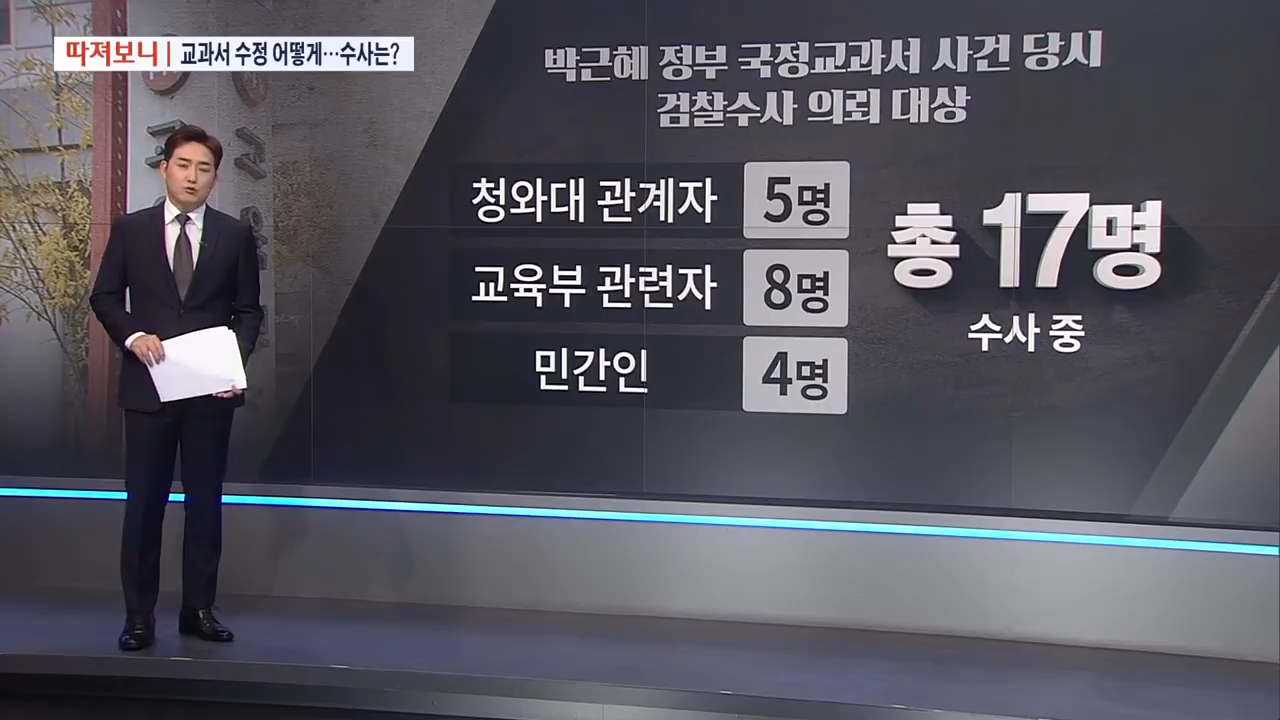 따져보니 | 교과서 수정 어떻게…수사는?
박근혜 정부 국정교과서 사건 당시
검찰수사 의뢰 대상
청와대 관계자 5명
교육부 관련자 8명
민간인 4명
총 17명
수사 중